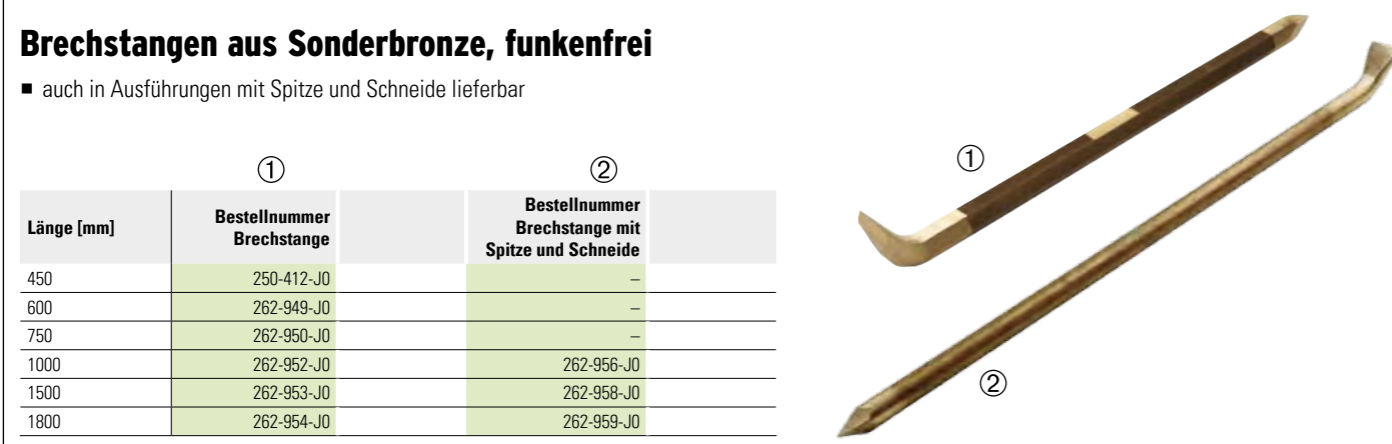 Brechstangen aus Sonderbronze, funkenfrei
■ auch in Ausführungen mit Spitze und Schneide lieferbar
① ②
Länge [mm] Bestellnummer Brechstange Bestellnummer Brechstange mit Spitze und Schneide
450 250-412-J0 –
600 262-949-J0 –
750 262-950-J0 –
1000 262-952-J0 262-956-J0
1500 262-953-J0 262-958-J0
1800 262-954-J0 262-959-J0
①
②